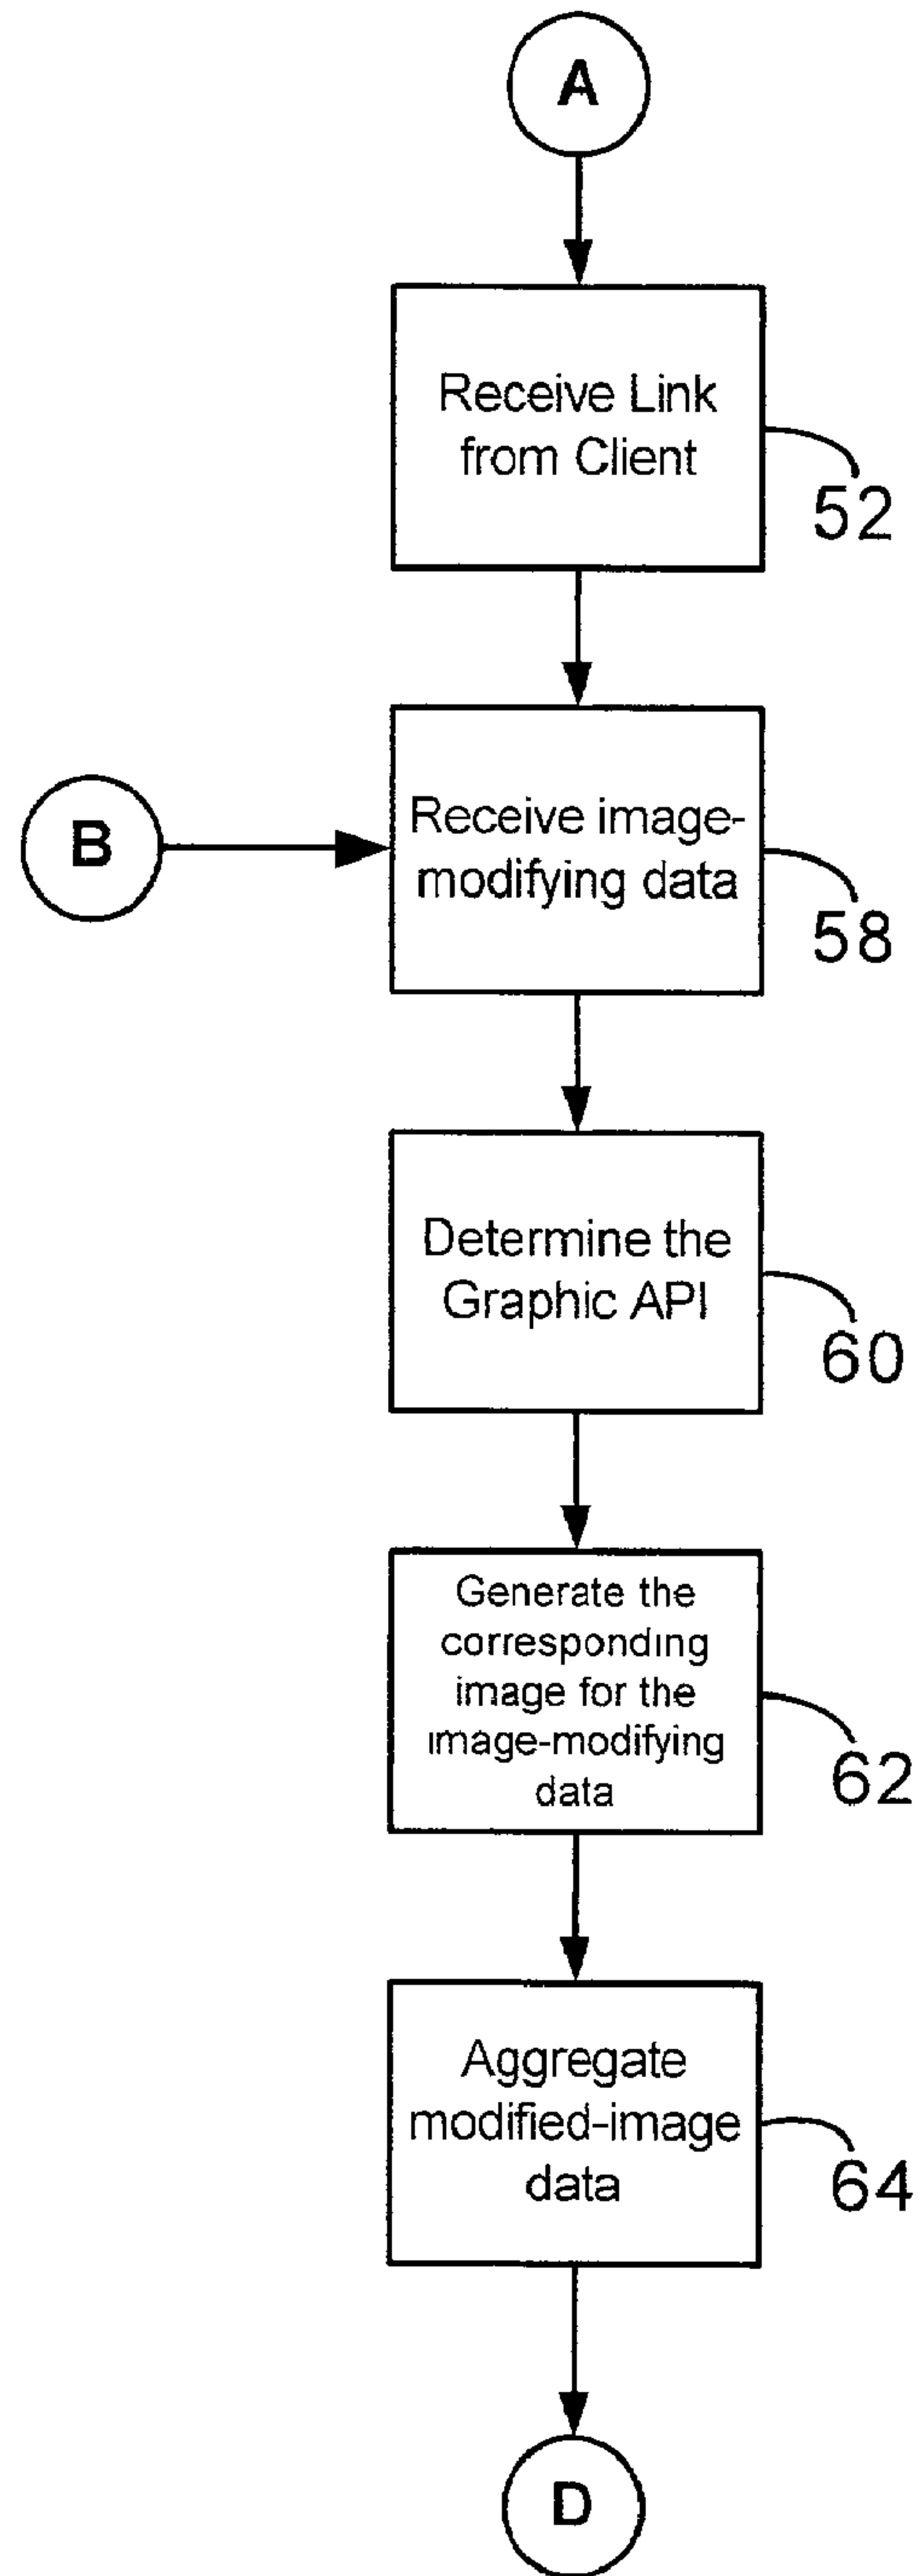 A
Receive Link
from Client
52
B
Receive image-
modifying data
58
Determine the
Graphic API
60
Generate the
corresponding
image for the
image-modifying
data
62
Aggregate
modified-image
data
64
D